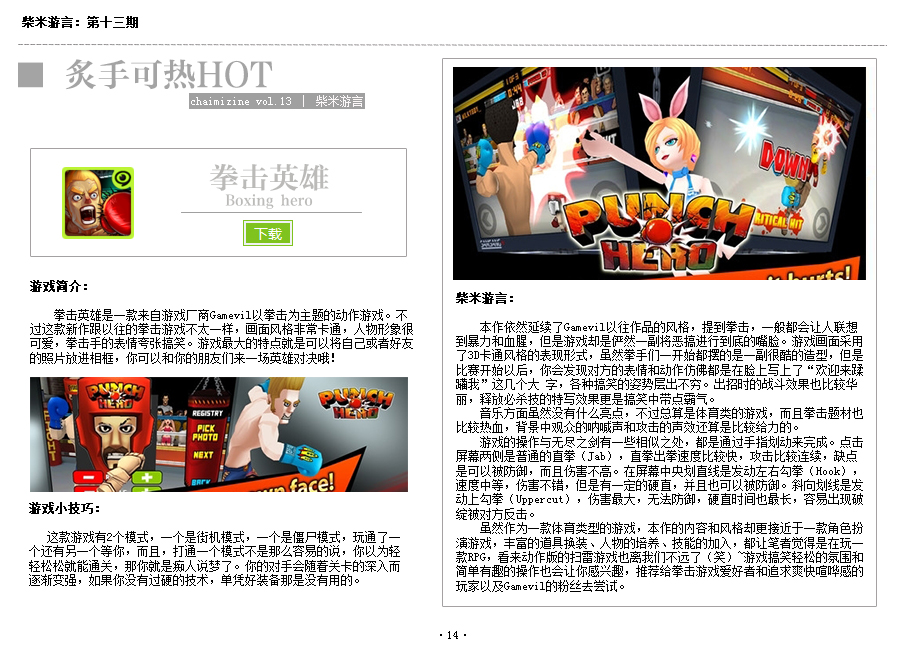 柴米游言：第十三期
炙手可热HOT
chaimizine vol.13 | 柴米游言
拳击英雄
Boxing hero
下载
游戏简介：
拳击英雄是一款来自游戏厂商Gamevil以拳击为主题的动作游戏。不
过这款新作跟以往的拳击游戏不太一样，画面风格非常卡通，人物形象很
可爱，拳击手的表情夸张搞笑。游戏最大的特点就是可以将自己或者好友
的照片放进相框，你可以和你的朋友们来一场英雄对决哦！
PUNCH
HERO
REGISTRY
PICK
PHOTO
NEXT
BACK
PUNCH
HERO
own face!
游戏小技巧：
这款游戏有2个模式，一个是街机模式，一个是僵尸模式，玩通了一
个还有另一个等你，而且，打通一个模式不是那么容易的说，你以为轻
轻松松就能通关，那你就是痴人说梦了。你的对手会随着关卡的深入而
逐渐变强，如果你没有过硬的技术，单凭好装备那是没有用的。
JAB
DOWN
CRITICAL HIT
PUNCH
HERO
hurts!
柴米游言：
本作依然延续了Gamevil以往作品的风格，提到拳击，一般都会让人联想
到暴力和血腥，但是游戏却是俨然一副将恶搞进行到底的嘴脸。游戏画面采用
了3D卡通风格的表现形式，虽然拳手们一开始都摆的是一副很酷的造型，但是
比赛开始以后，你会发现对方的表情和动作仿佛都是在脸上写上了“欢迎来蹂
躏我”这几个大 字，各种搞笑的姿势层出不穷。出招时的战斗效果也比较华
丽，释放必杀技的特写效果更是搞笑中带点霸气。
音乐方面虽然没有什么亮点，不过总算是体育类的游戏，而且拳击题材也
比较热血，背景中观众的呐喊声和攻击的声效还算是比较给力的。
游戏的操作与无尽之剑有一些相似之处，都是通过手指划动来完成。点击
屏幕两侧是普通的直拳（Jab），直拳出拳速度比较快，攻击比较连续，缺点
是可以被防御，而且伤害不高。在屏幕中央划直线是发动左右勾拳（Hook），
速度中等，伤害不错，但是有一定的硬直，并且也可以被防御。斜向划线是发
动上勾拳（Uppercut），伤害最大，无法防御，硬直时间也最长，容易出现破
绽被对方反击。
虽然作为一款体育类型的游戏，本作的内容和风格却更接近于一款角色扮
演游戏，丰富的道具换装、人物的培养、技能的加入，都让笔者觉得是在玩一
款RPG，看来动作版的扫雷游戏也离我们不远了（笑）~游戏搞笑轻松的氛围和
简单有趣的操作也会让你感兴趣，推荐给拳击游戏爱好者和追求爽快喧哗感的
玩家以及Gamevil的粉丝去尝试。
·14·